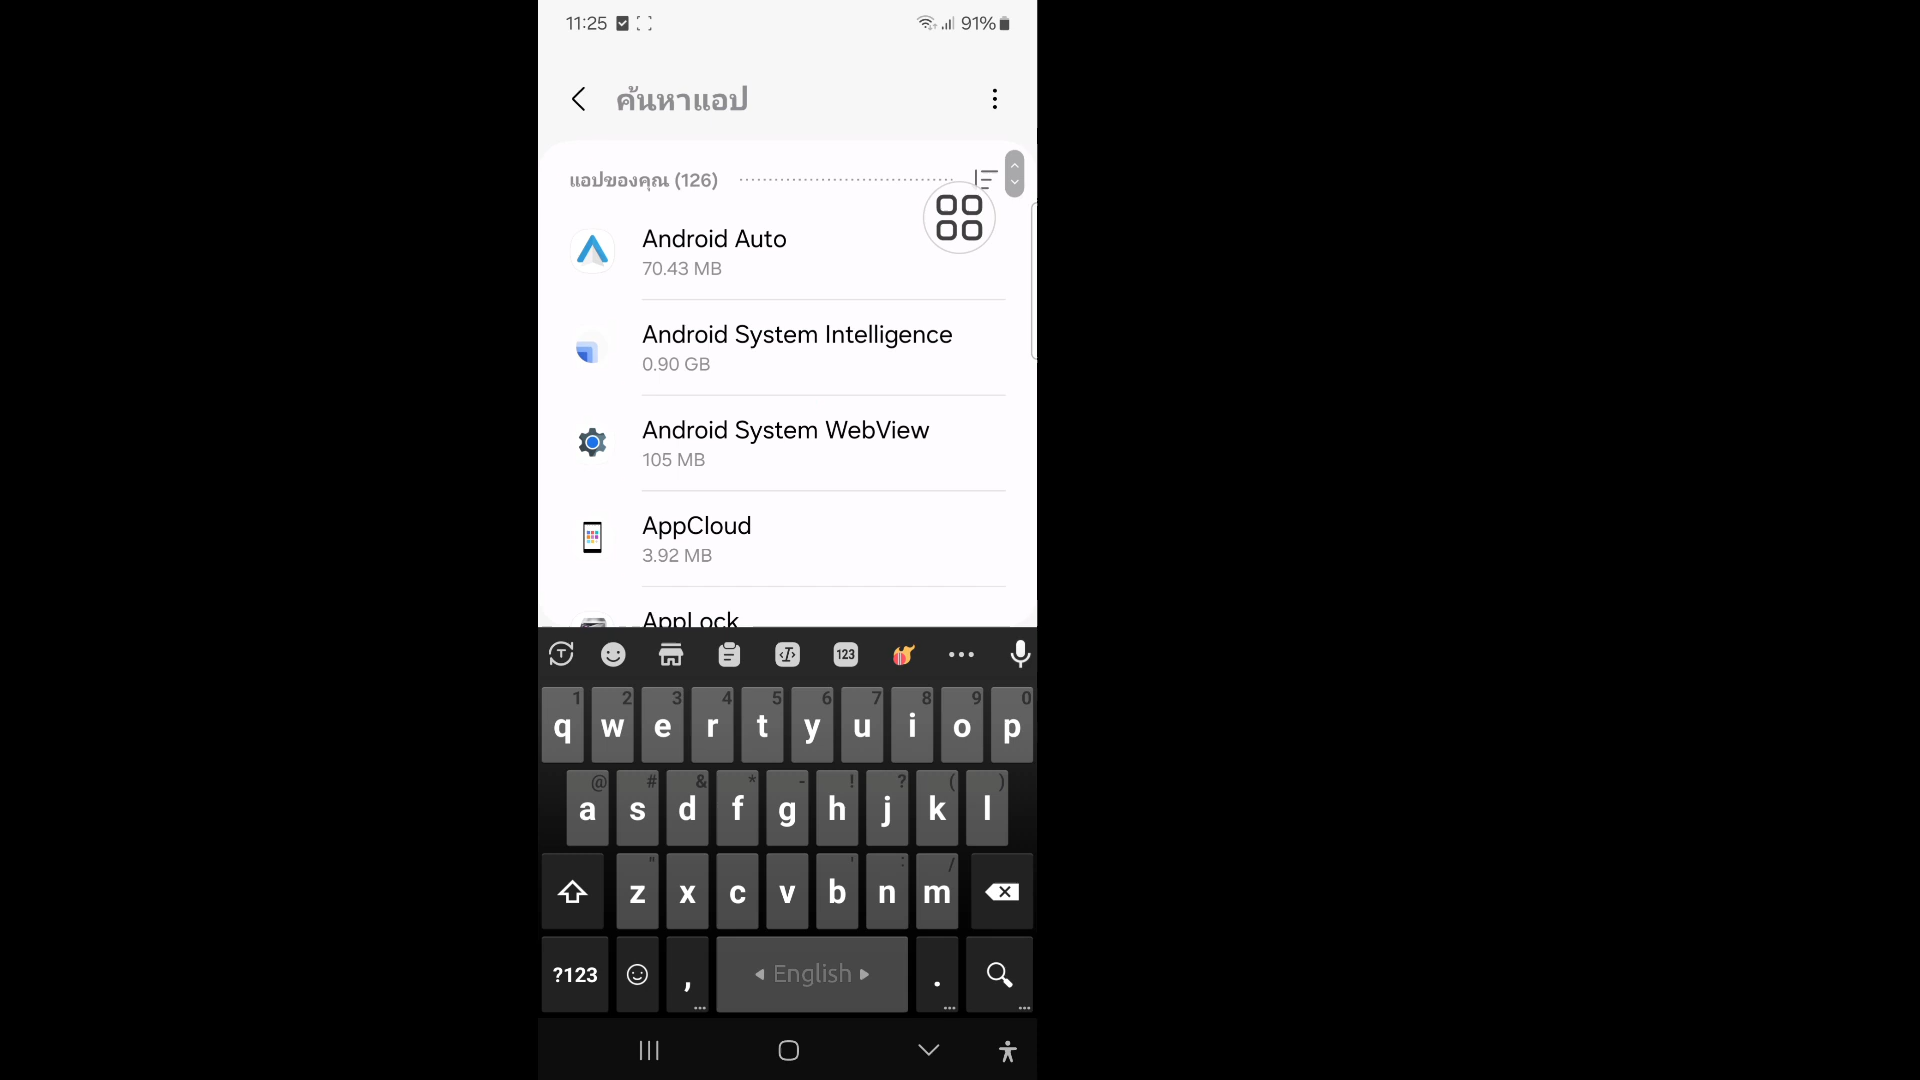 11:25 91%
ค้นหาแอป
แอปของคุณ (126)
Android Auto
70.43 MB
Android System Intelligence
0.90 GB
Android System WebView
105 MB
AppCloud
3.92 MB
AppLock
T 123
1 2 3 4 5 6 7 8 9 0
q w e r t y u i o p
@ # & * - ! ? ( )
a s d f g h j k l
" ' : /
z x c v b n m
?123 , English .